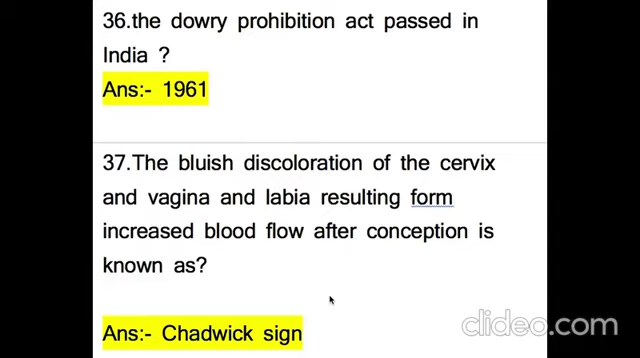 36.the dowry prohibition act passed in
India ?
Ans:- 1961
37.The bluish discoloration of the cervix
and vagina and labia resulting form
increased blood flow after conception is
known as?
Ans:- Chadwick sign
clideo.com